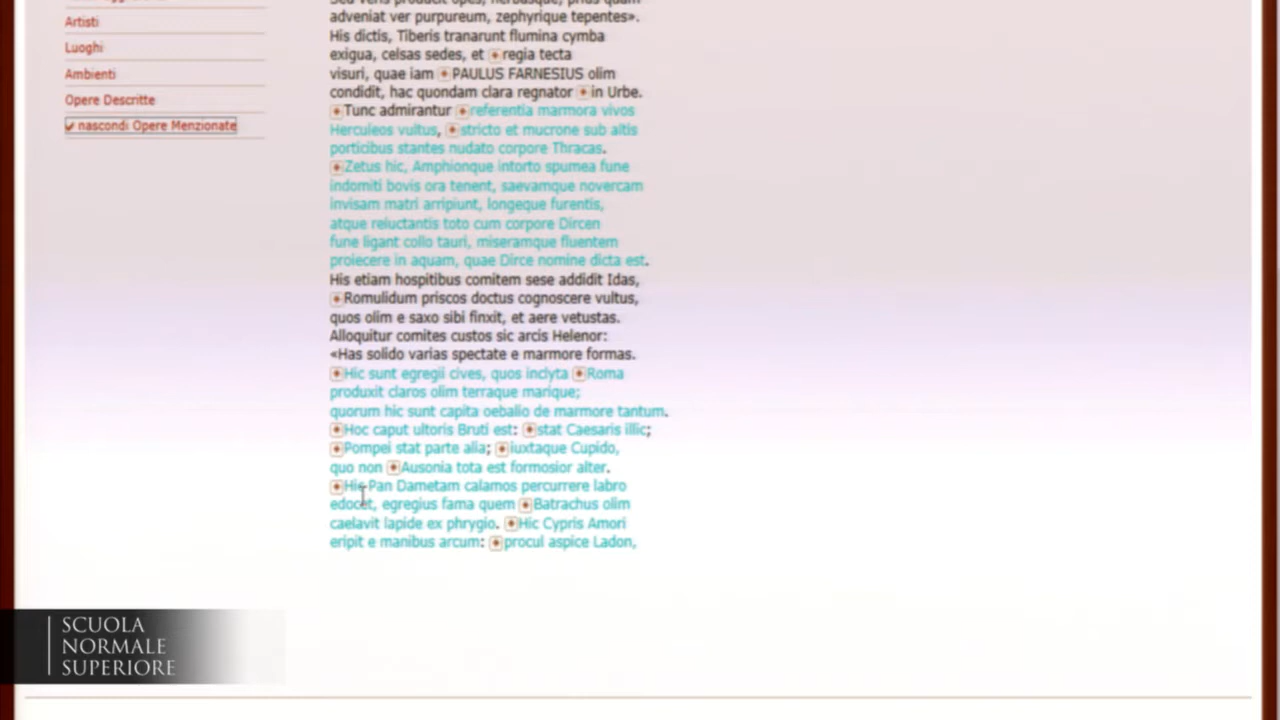 Artisti
Luoghi
Ambienti
Opere Descritte
✓ nascondi Opere Menzionate
adveniat ver purpureum, zephyrique tepentes».
His dictis, Tiberis tranarunt flumina cymba
exigua, celsas sedes, et regia tecta
visuri, quae iam PAULUS FARNESIUS olim
condidit, hac quondam clara regnator in Urbe.
Tunc admirantur referentia marmora vivos
Herculeos vultus, stricto et mucrone sub altis
porticibus stantes nudato corpore Thracas.
Zetus hic, Amphionque intorto spumea fune
indomiti bovis ora tenent, saevamque novercam
invisam matri arripiunt, longeque furentis,
atque reluctantis toto cum corpore Dircen
fune ligant collo tauri, miseramque fluentem
proiecere in aquam, quae Dirce nomine dicta est.
His etiam hospitibus comitem sese addidit Idas,
Romulidum priscos doctus cognoscere vultus,
quos olim e saxo sibi finxit, et aere vetustas.
Alloquitur comites custos sic arcis Helenor:
«Has solido varias spectate e marmore formas.
Hic sunt egregii cives, quos inclyta Roma
produxit claros olim terraque marique;
quorum hic sunt capita oebalio de marmore tantum.
Hoc caput ultoris Bruti est: stat Caesaris illic;
Pompei stat parte alia; iuxtaque Cupido,
quo non Ausonia tota est formosior alter.
Hic Pan Dametam calamos percurrere labro
edocet, egregius fama quem Batrachus olim
caelavit lapide ex phrygio. Hic Cypris Amori
eripit e manibus arcum: procul aspice Ladon,
SCUOLA
NORMALE
SUPERIORE